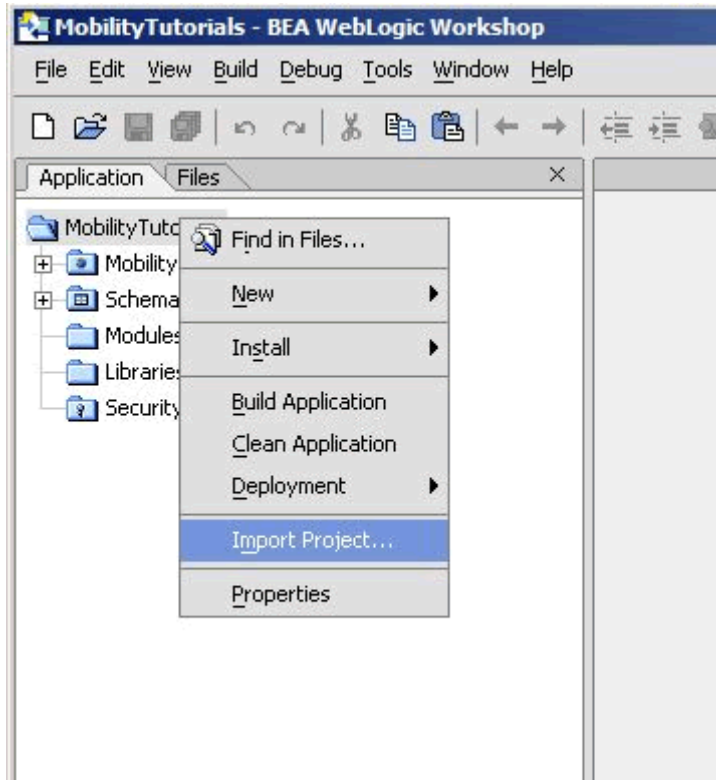 MobilityTutorials - BEA WebLogic Workshop
File Edit View Build Debug Tools Window Help
Application Files
MobilityTuto
Find in Files...
Mobility
New
Schema
Modules
Install
Libraries
Build Application
Security
Clean Application
Deployment
Import Project...
Properties